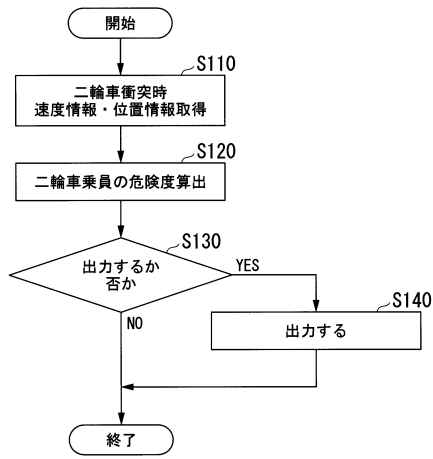 開始
S110
二輪車衝突時
速度情報・位置情報取得
S120
二輪車乗員の危険度算出
S130
出力するか
否か
YES
NO
S140
出力する
終了